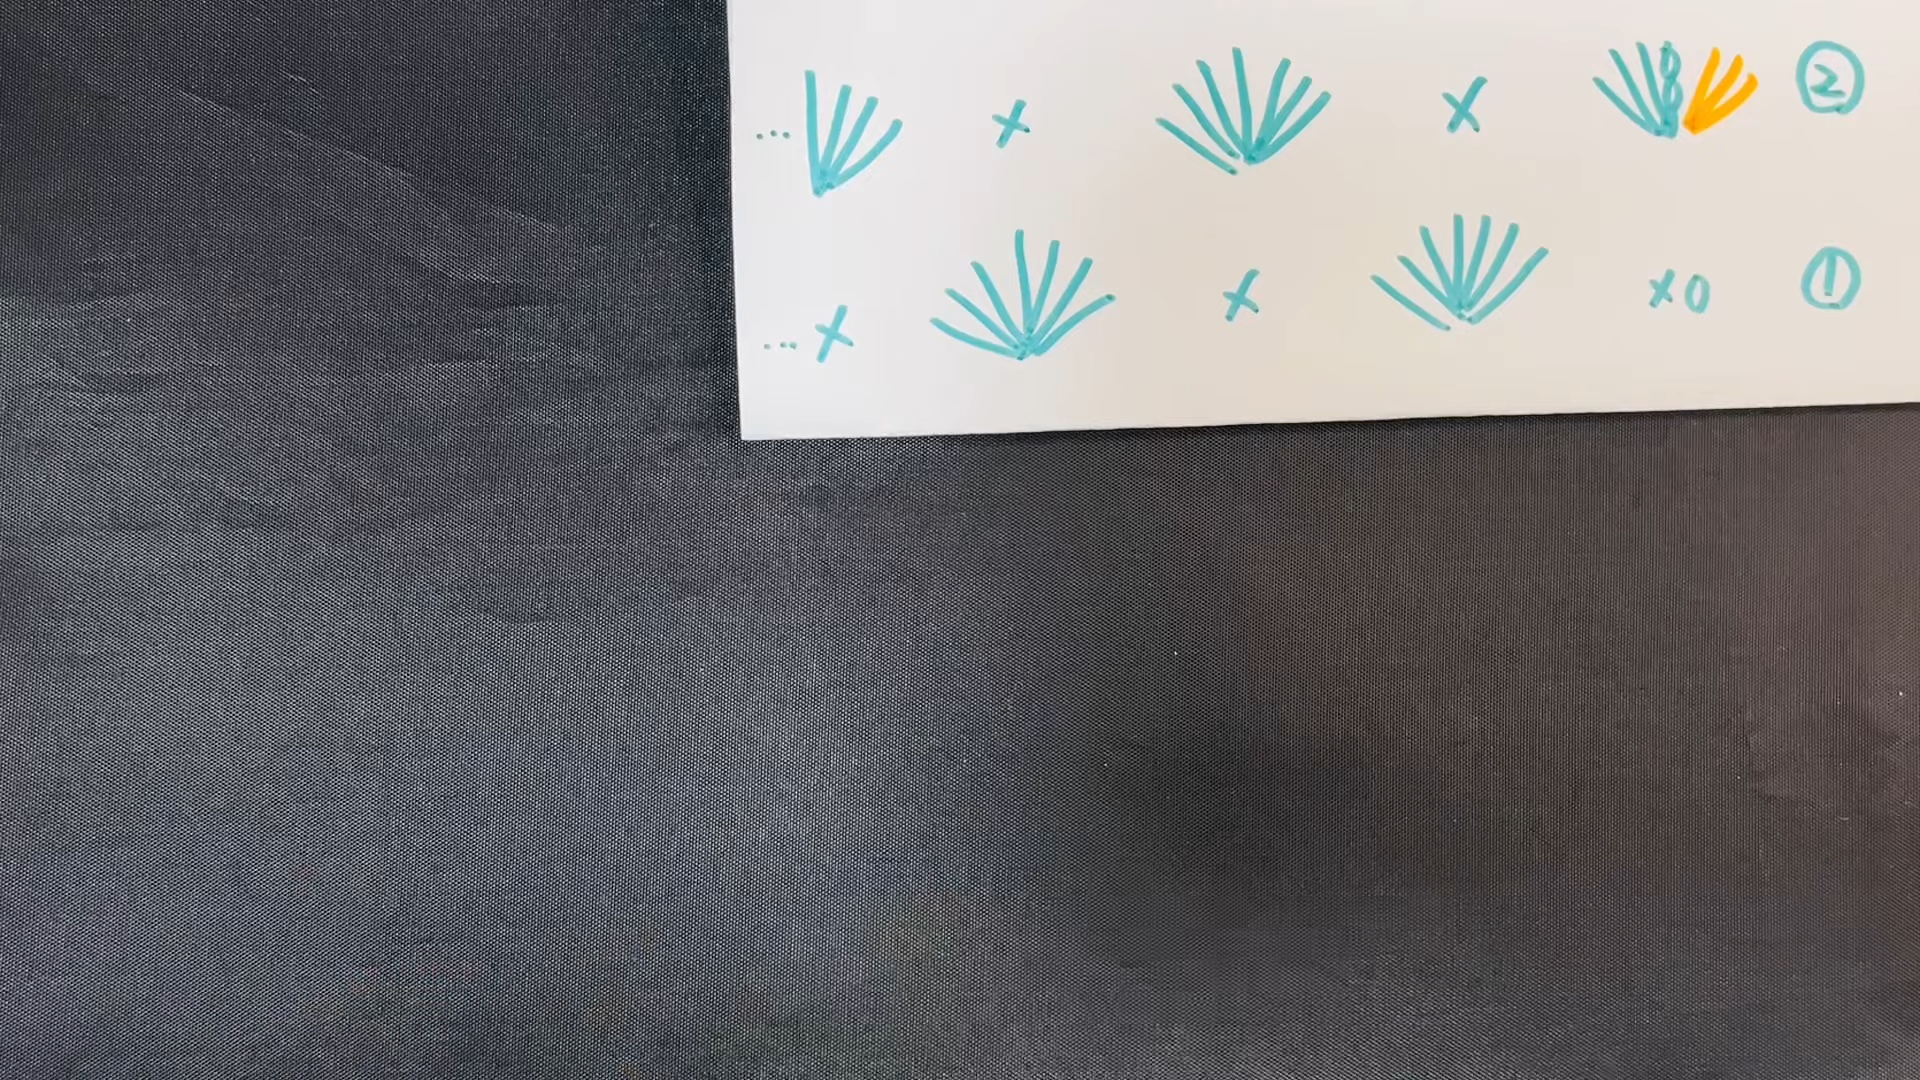 ... x x ②
... x x x0 ①